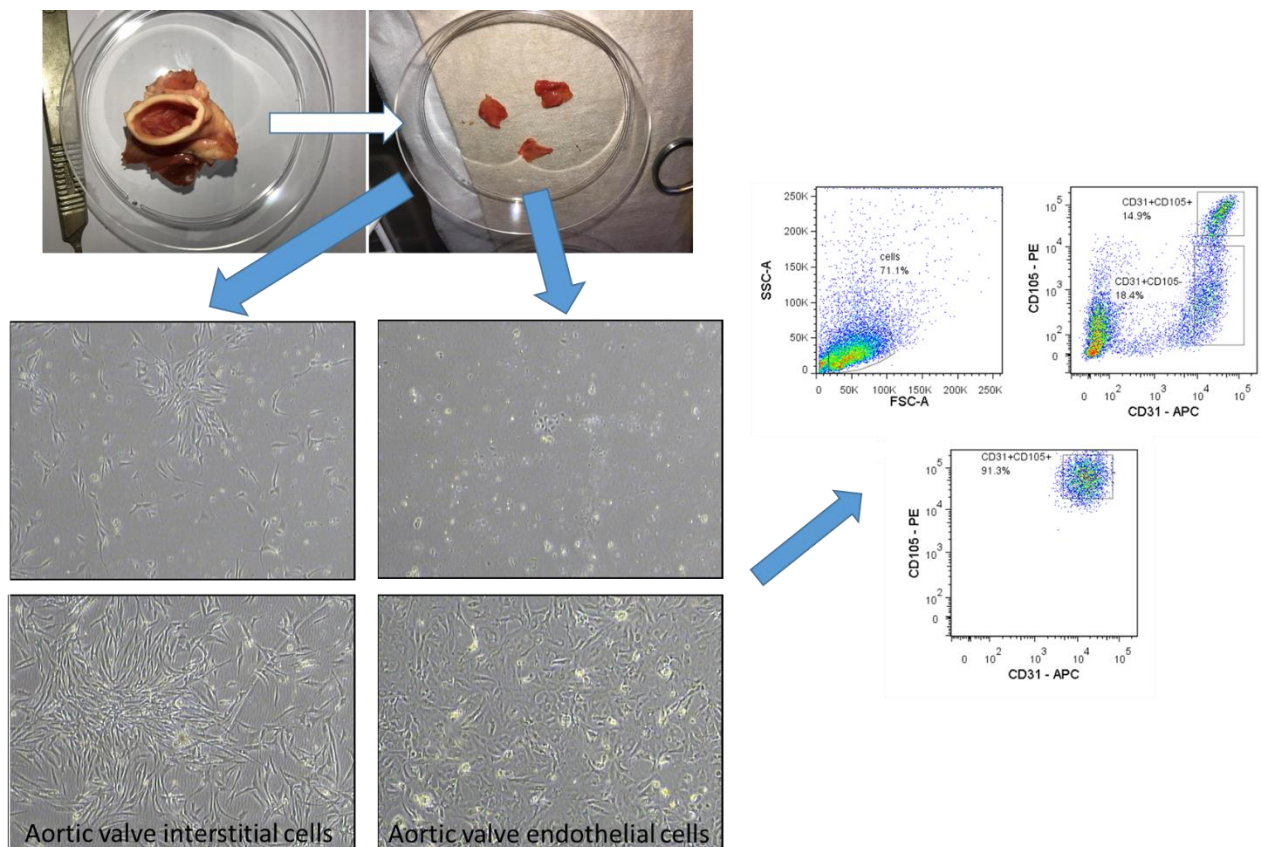 Aortic valve interstitial cells
Aortic valve endothelial cells
250K
200K
150K
100K
50K
0
SSC-A
cells
71.1%
0
50K
100K
150K
200K
250K
FSC-A
10^5
10^4
10^3
10^2
0
CD105 - PE
CD31+CD105+
14.9%
CD31+CD105-
18.4%
0
10^2
10^3
10^4
10^5
CD31 - APC
10^5
10^4
10^3
10^2
0
CD105 - PE
CD31+CD105+
91.3%
0
10^2
10^3
10^4
10^5
CD31 - APC